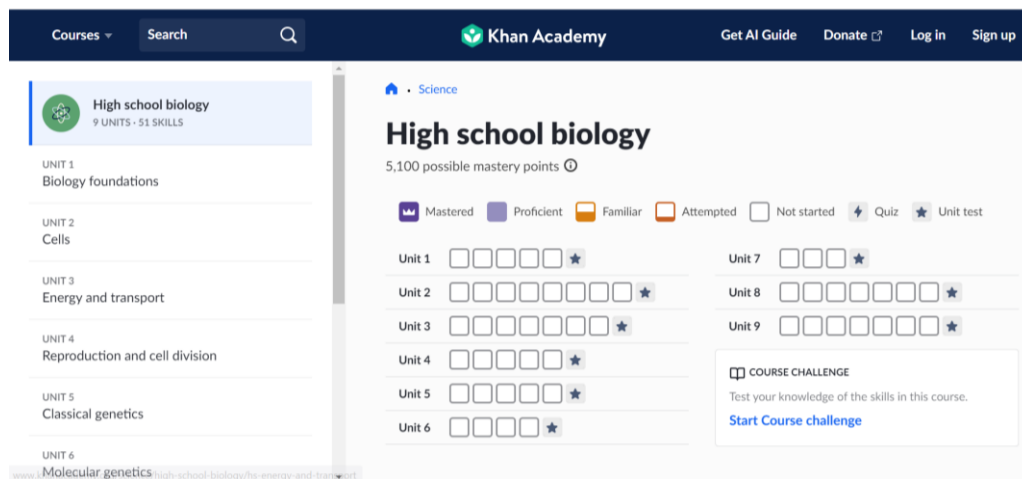 Courses Search Khan Academy Get AI Guide Donate Log in Sign up
High school biology
9 UNITS · 51 SKILLS
UNIT 1
Biology foundations
UNIT 2
Cells
UNIT 3
Energy and transport
UNIT 4
Reproduction and cell division
UNIT 5
Classical genetics
UNIT 6
Molecular genetics
Science
High school biology
5,100 possible mastery points
Mastered Proficient Familiar Attempted Not started Quiz Unit test
Unit 1
Unit 2
Unit 3
Unit 4
Unit 5
Unit 6
Unit 7
Unit 8
Unit 9
COURSE CHALLENGE
Test your knowledge of the skills in this course.
Start Course challenge